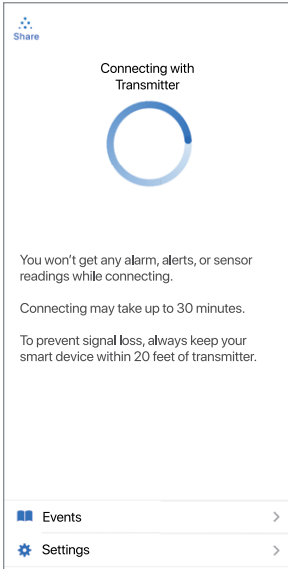 Share
Connecting with
Transmitter
You won't get any alarm, alerts, or sensor
readings while connecting.
Connecting may take up to 30 minutes.
To prevent signal loss, always keep your
smart device within 20 feet of transmitter.
Events
Settings